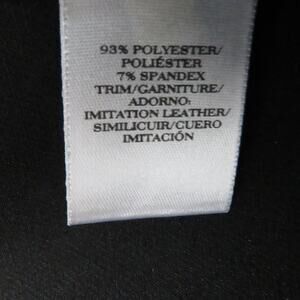 93% POLYESTER/
POLIÉSTER
7% SPANDEX
TRIM/GARNITURE/
ADORNO:
IMITATION LEATHER/
SIMILICUIR/CUERO
IMITACIÓN